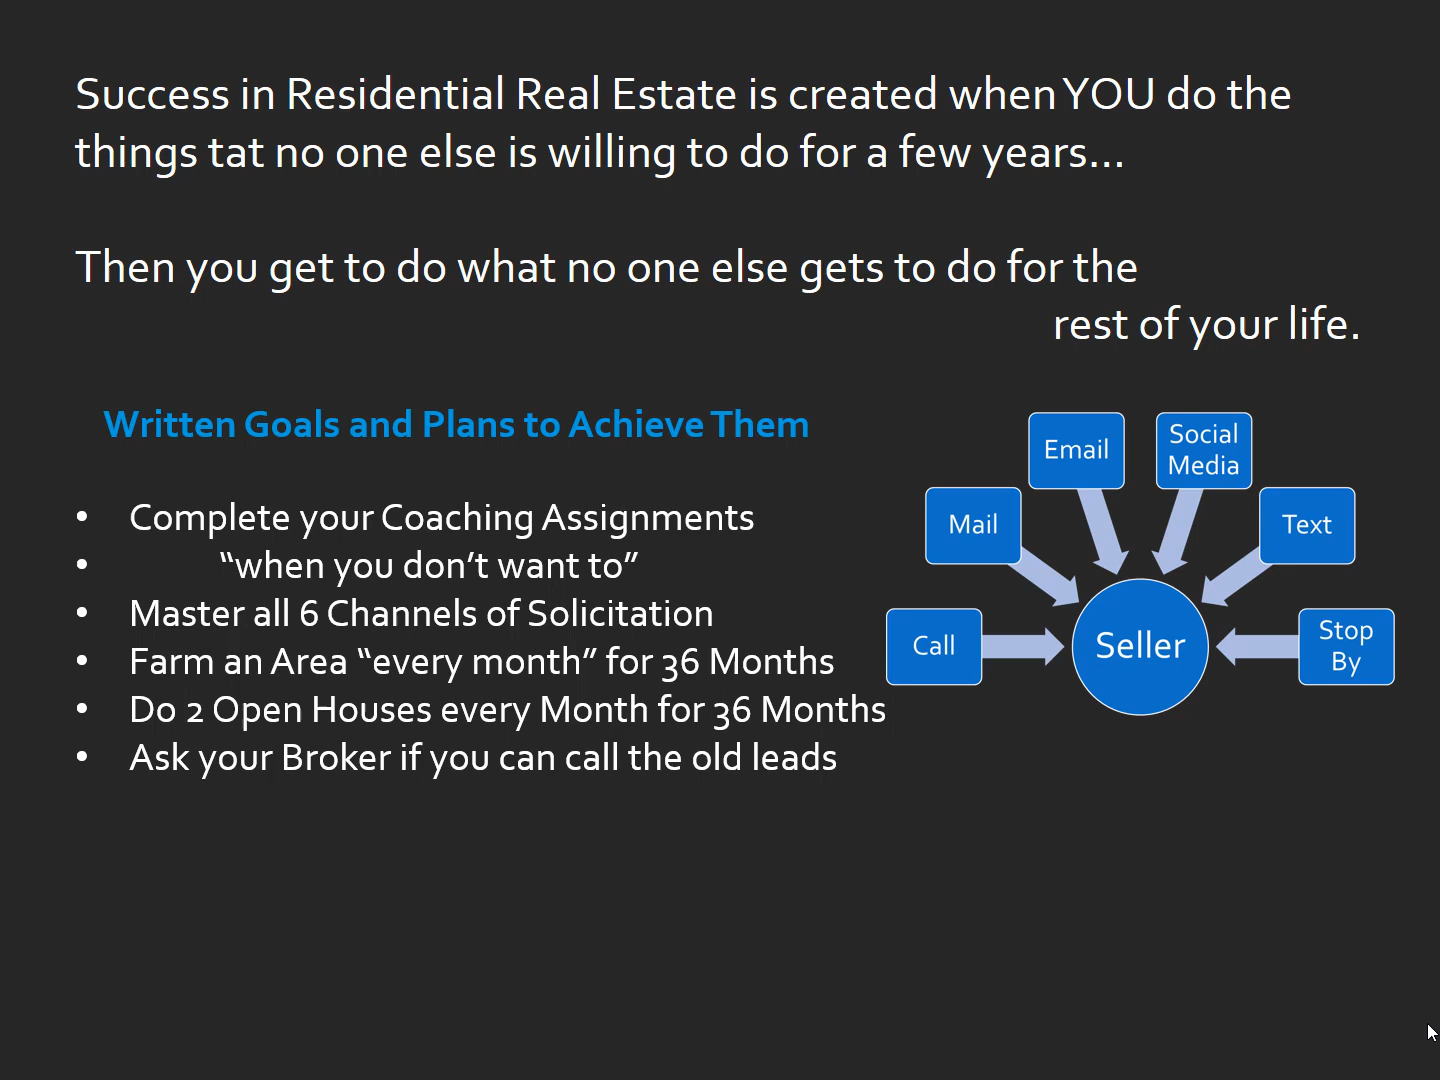 Success in Residential Real Estate is created when YOU do the
things tat no one else is willing to do for a few years...
Then you get to do what no one else gets to do for the
rest of your life.
Written Goals and Plans to Achieve Them
• Complete your Coaching Assignments
• “when you don’t want to”
• Master all 6 Channels of Solicitation
• Farm an Area “every month” for 36 Months
• Do 2 Open Houses every Month for 36 Months
• Ask your Broker if you can call the old leads
Call
Mail
Email
Social
Media
Text
Stop
By
Seller